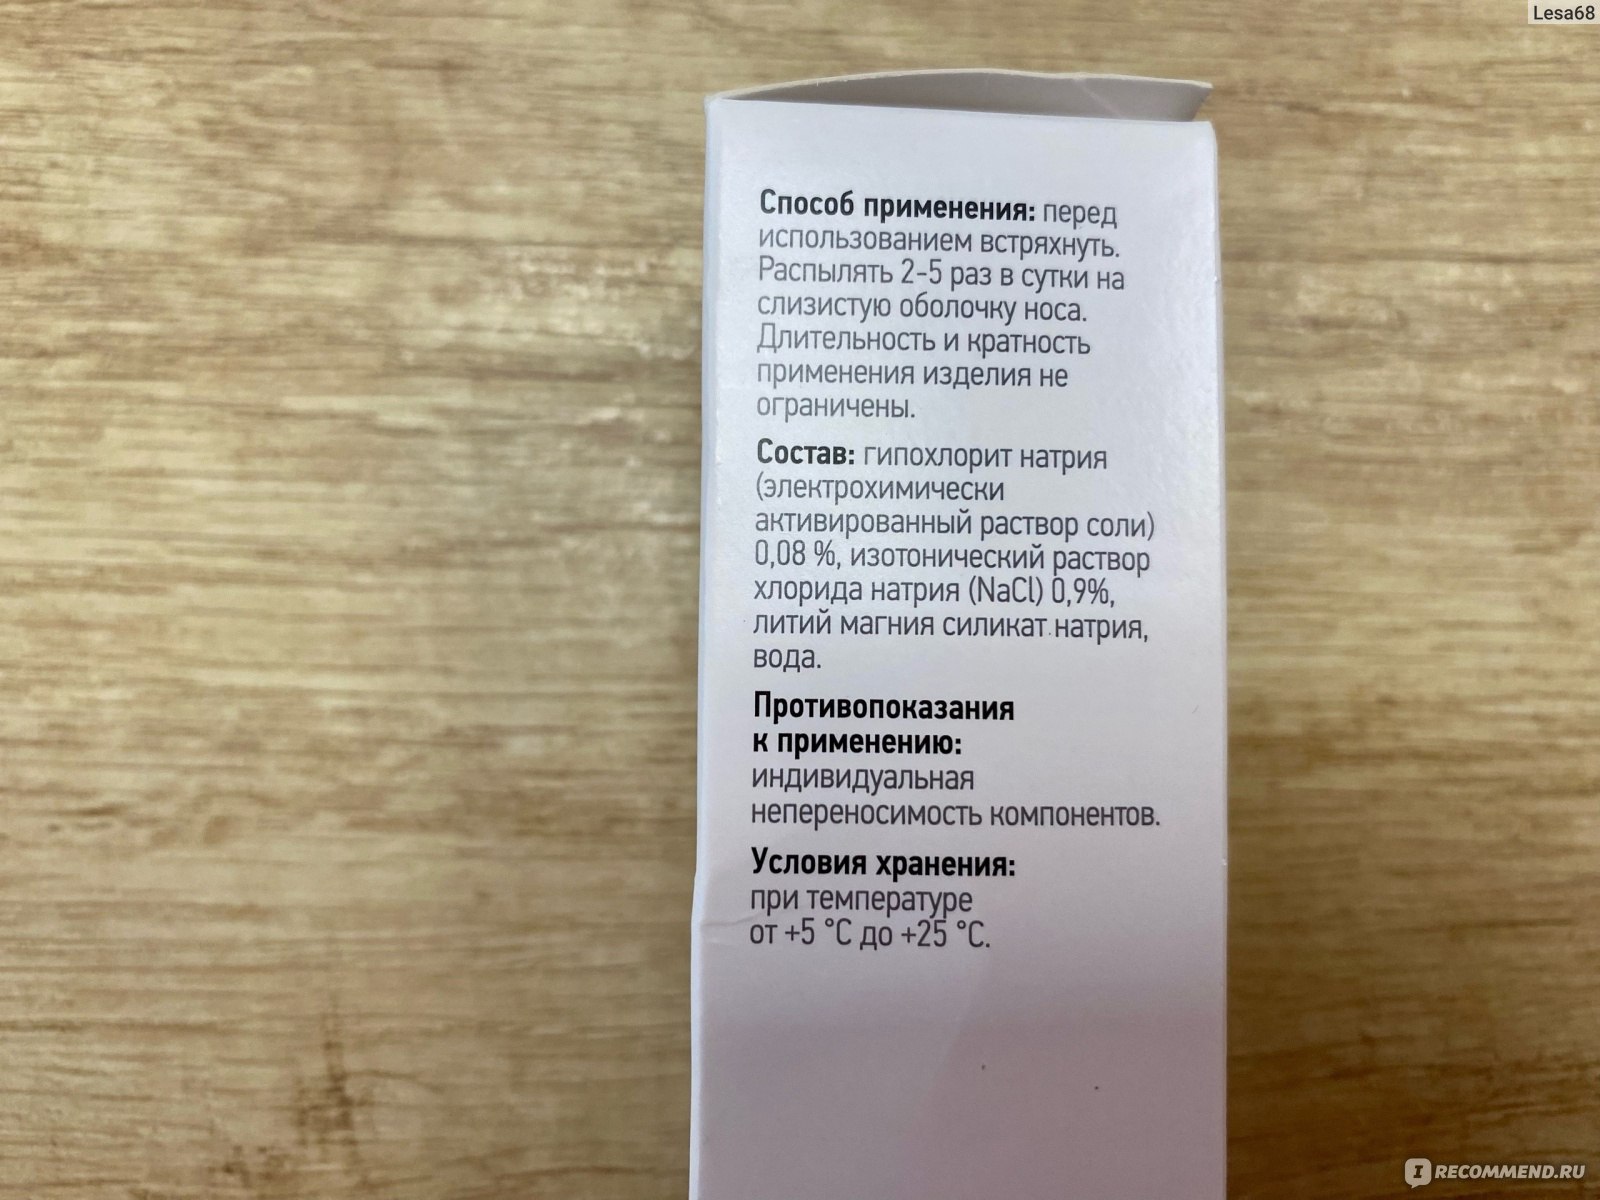 Lesa68
Способ применения: перед
использованием встряхнуть.
Распылять 2-5 раз в сутки на
слизистую оболочку носа.
Длительность и кратность
применения изделия не
ограничены.
Состав: гипохлорит натрия
(электрохимически
активированный раствор соли)
0,08 %, изотонический раствор
хлорида натрия (NaCl) 0,9%,
литий магния силикат натрия,
вода.
Противопоказания
к применению:
индивидуальная
непереносимость компонентов.
Условия хранения:
при температуре
от +5 °C до +25 °C.
I RECOMMEND.RU